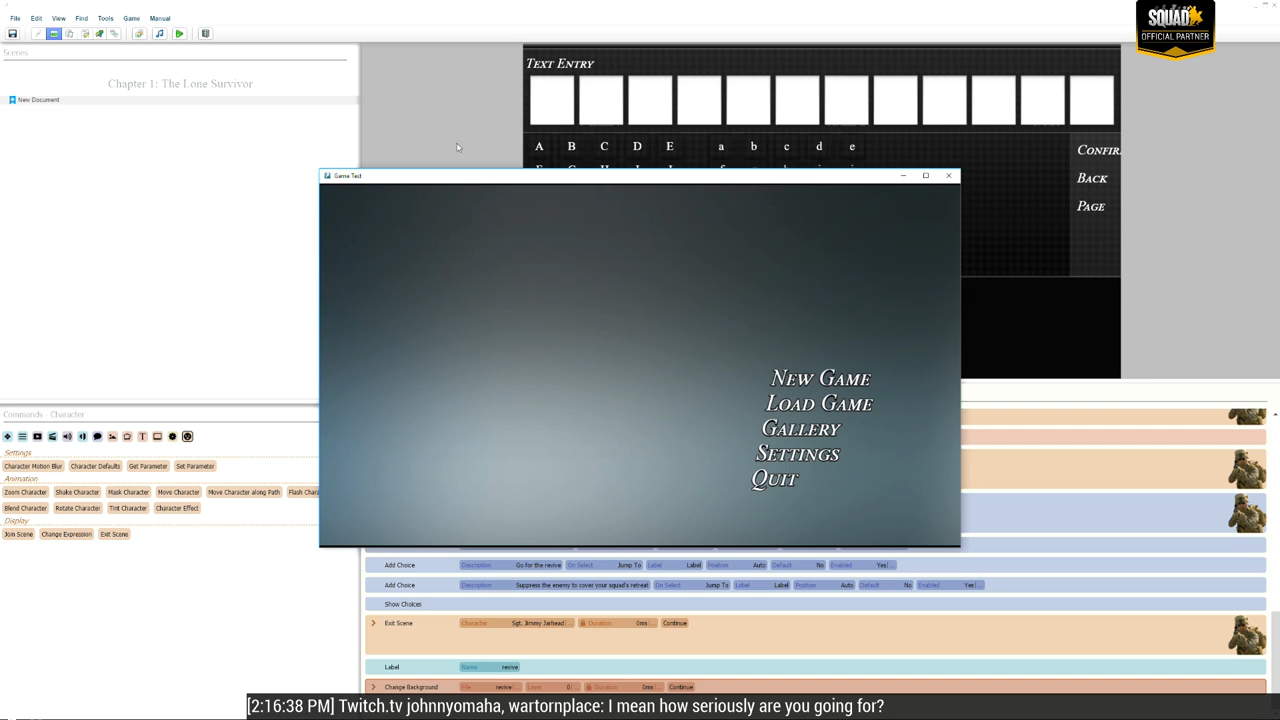 File Edit View Find Tools Game Manual
SQUAD
OFFICIAL PARTNER
Scenes
Chapter 1: The Lone Survivor
New Document
TEXT ENTRY
A B C D E a b c d e
CONFIR
BACK
PAGE
Game Test
NEW GAME
LOAD GAME
GALLERY
SETTINGS
QUIT
Commands - Character
Settings
Character Motion Blur Character Defaults Get Parameter Set Parameter
Animation
Zoom Character Shake Character Mask Character Move Character Move Character along Path Flash Chara
Blend Character Rotate Character Tint Character Character Effect
Display
Join Scene Change Expression Exit Scene
Add Choice Description Go for the revive On Select Jump To Label Label Position Auto Default No Enabled Yes|...
Add Choice Description Suppress the enemy to cover your squad's retreat On Select Jump To Label Label Position Auto Default No Enabled Yes|...
Show Choices
Exit Scene Character Sgt. Jimmy Jarhead|... Duration 0ms|... Continue
Label Name revive
Change Background File revive|... Layer 0|... Duration 0ms|... Continue
[2:16:38 PM] Twitch.tv johnnyomaha, wartornplace: I mean how seriously are you going for?